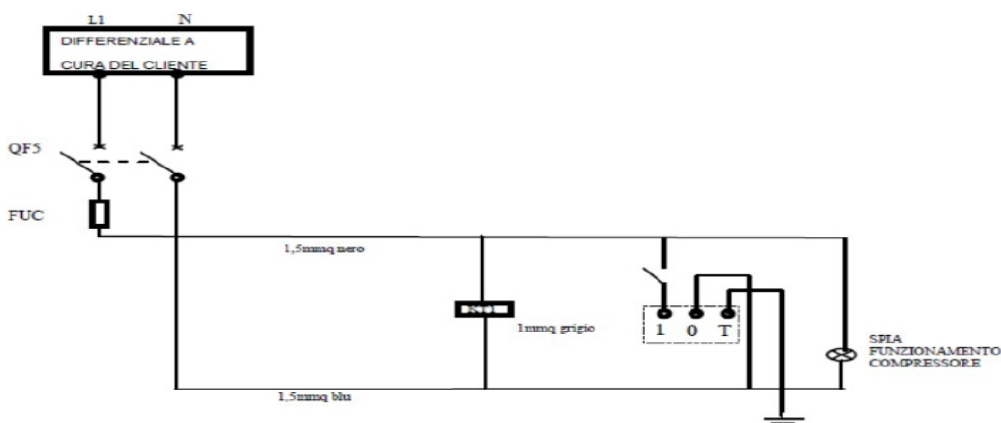 L1 N
DIFFERENZIALE A
CURA DEL CLIENTE
QF5
FUC
1,5mmq nero
1mmq grigio
1 0 T
SPIA
FUNZIONAMENTO
COMPRESSORE
1,5mmq blu